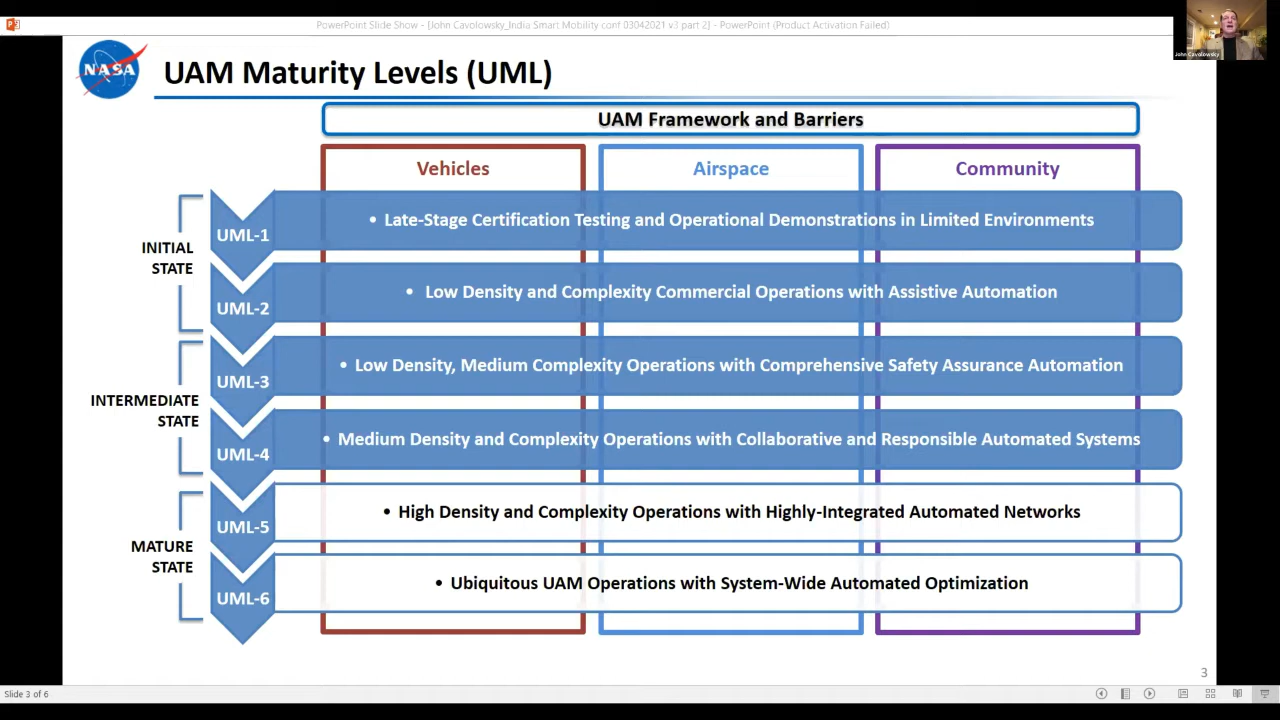 PowerPoint Slide Show - [John Cavolowsky_India Smart Mobility conf 03042021 v3 part 2] - PowerPoint (Product Activation Failed)
John Cavolowsky
NASA
UAM Maturity Levels (UML)
UAM Framework and Barriers
Vehicles
Airspace
Community
INITIAL
STATE
UML-1
• Late-Stage Certification Testing and Operational Demonstrations in Limited Environments
UML-2
• Low Density and Complexity Commercial Operations with Assistive Automation
INTERMEDIATE
STATE
UML-3
• Low Density, Medium Complexity Operations with Comprehensive Safety Assurance Automation
UML-4
• Medium Density and Complexity Operations with Collaborative and Responsible Automated Systems
MATURE
STATE
UML-5
• High Density and Complexity Operations with Highly-Integrated Automated Networks
UML-6
• Ubiquitous UAM Operations with System-Wide Automated Optimization
3
Slide 3 of 6